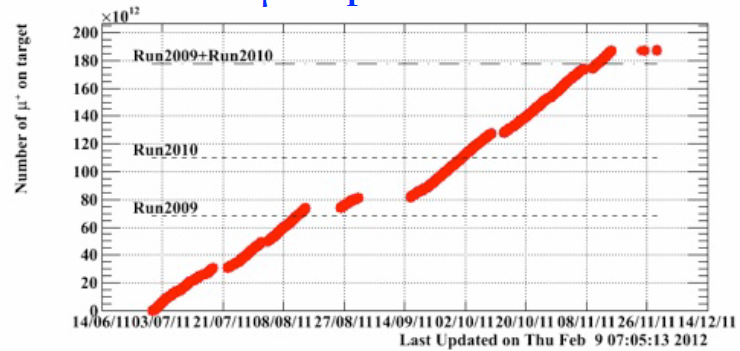 ×10¹²
Number of μ⁺ on target
200
180
160
140
120
100
80
60
40
20
0
Run2009+Run2010
Run2010
Run2009
14/06/11 03/07/11 21/07/11 08/08/11 27/08/11 14/09/11 02/10/11 20/10/11 08/11/11 26/11/11 14/12/11
Last Updated on Thu Feb 9 07:05:13 2012